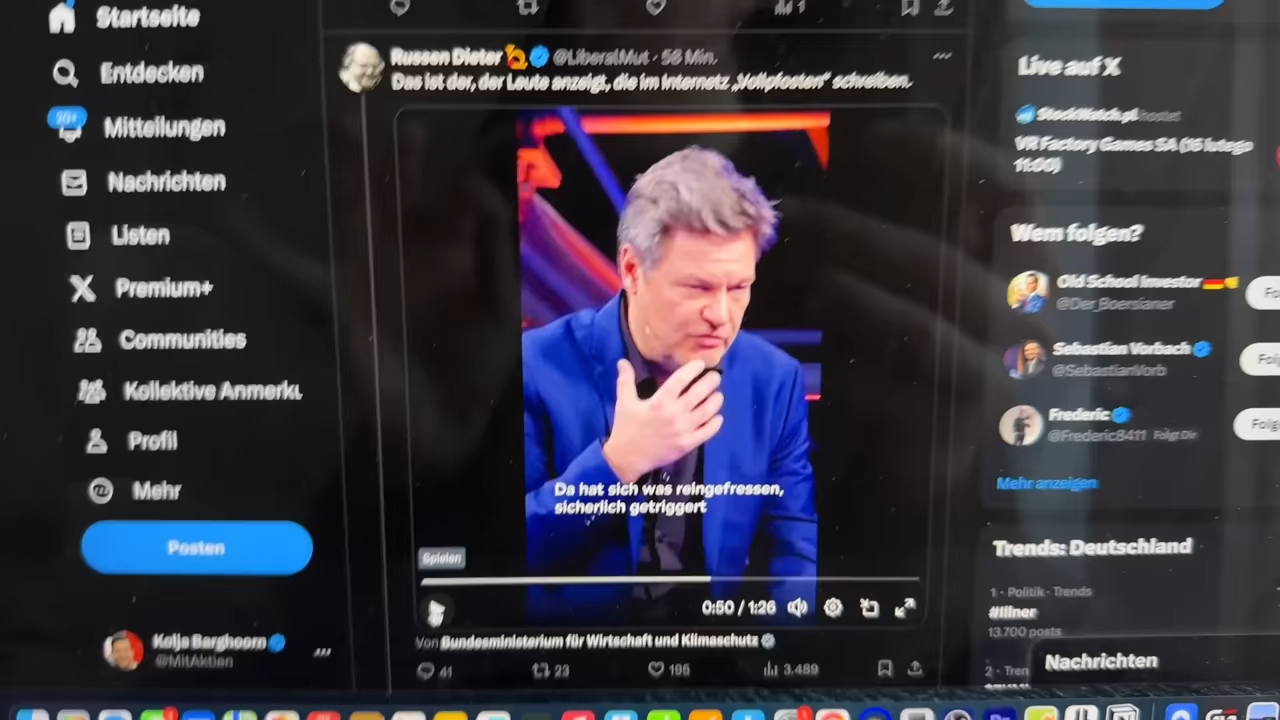 Startseite
Entdecken
Mitteilungen
Nachrichten
Listen
Premium+
Communities
Kollektive Anmerku
Profil
Mehr
Posten
Kolja Barghoorn
@MitAktien
Russen Dieter @LiberalMut · 58 Min.
Das ist der, der Leute anzeigt, die im Internetz „Vollpfosten“ schreiben.
Da hat sich was reingefressen,
sicherlich getriggert
Spielen
0:50 / 1:26
Von Bundesministerium für Wirtschaft und Klimaschutz
41 23 195 3.489
Live auf X
StockWatch.pl hostet
VR Factory Games SA (16 lutego
11:00)
Wem folgen?
Old School Investor
@Der_Boerzianer
Sebastian Vorbach
@SebastianVorb
Frederic
@Frederic8411 Folgt Dir
Mehr anzeigen
Trends: Deutschland
1 · Politik · Trends
#Illner
13.700 posts
2 · Tren
Nachrichten